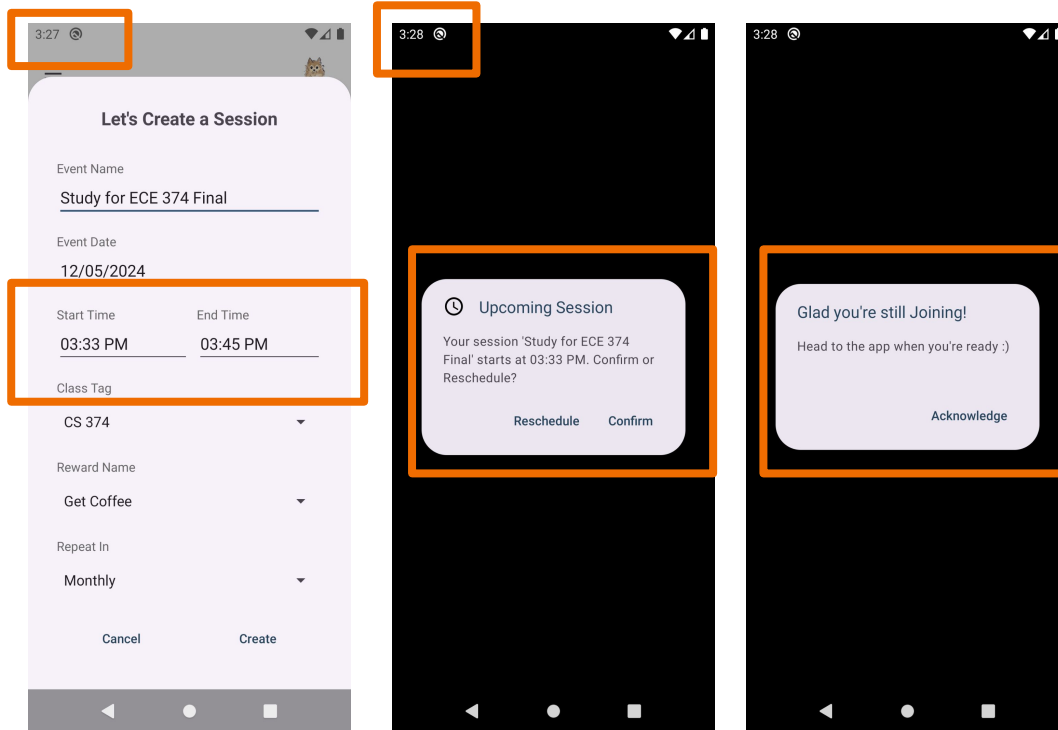 3:27
Let's Create a Session
Event Name
Study for ECE 374 Final
Event Date
12/05/2024
Start Time End Time
03:33 PM 03:45 PM
Class Tag
CS 374
Reward Name
Get Coffee
Repeat In
Monthly
Cancel Create
3:28
Upcoming Session
Your session 'Study for ECE 374
Final' starts at 03:33 PM. Confirm or
Reschedule?
Reschedule Confirm
3:28
Glad you're still Joining!
Head to the app when you're ready :)
Acknowledge